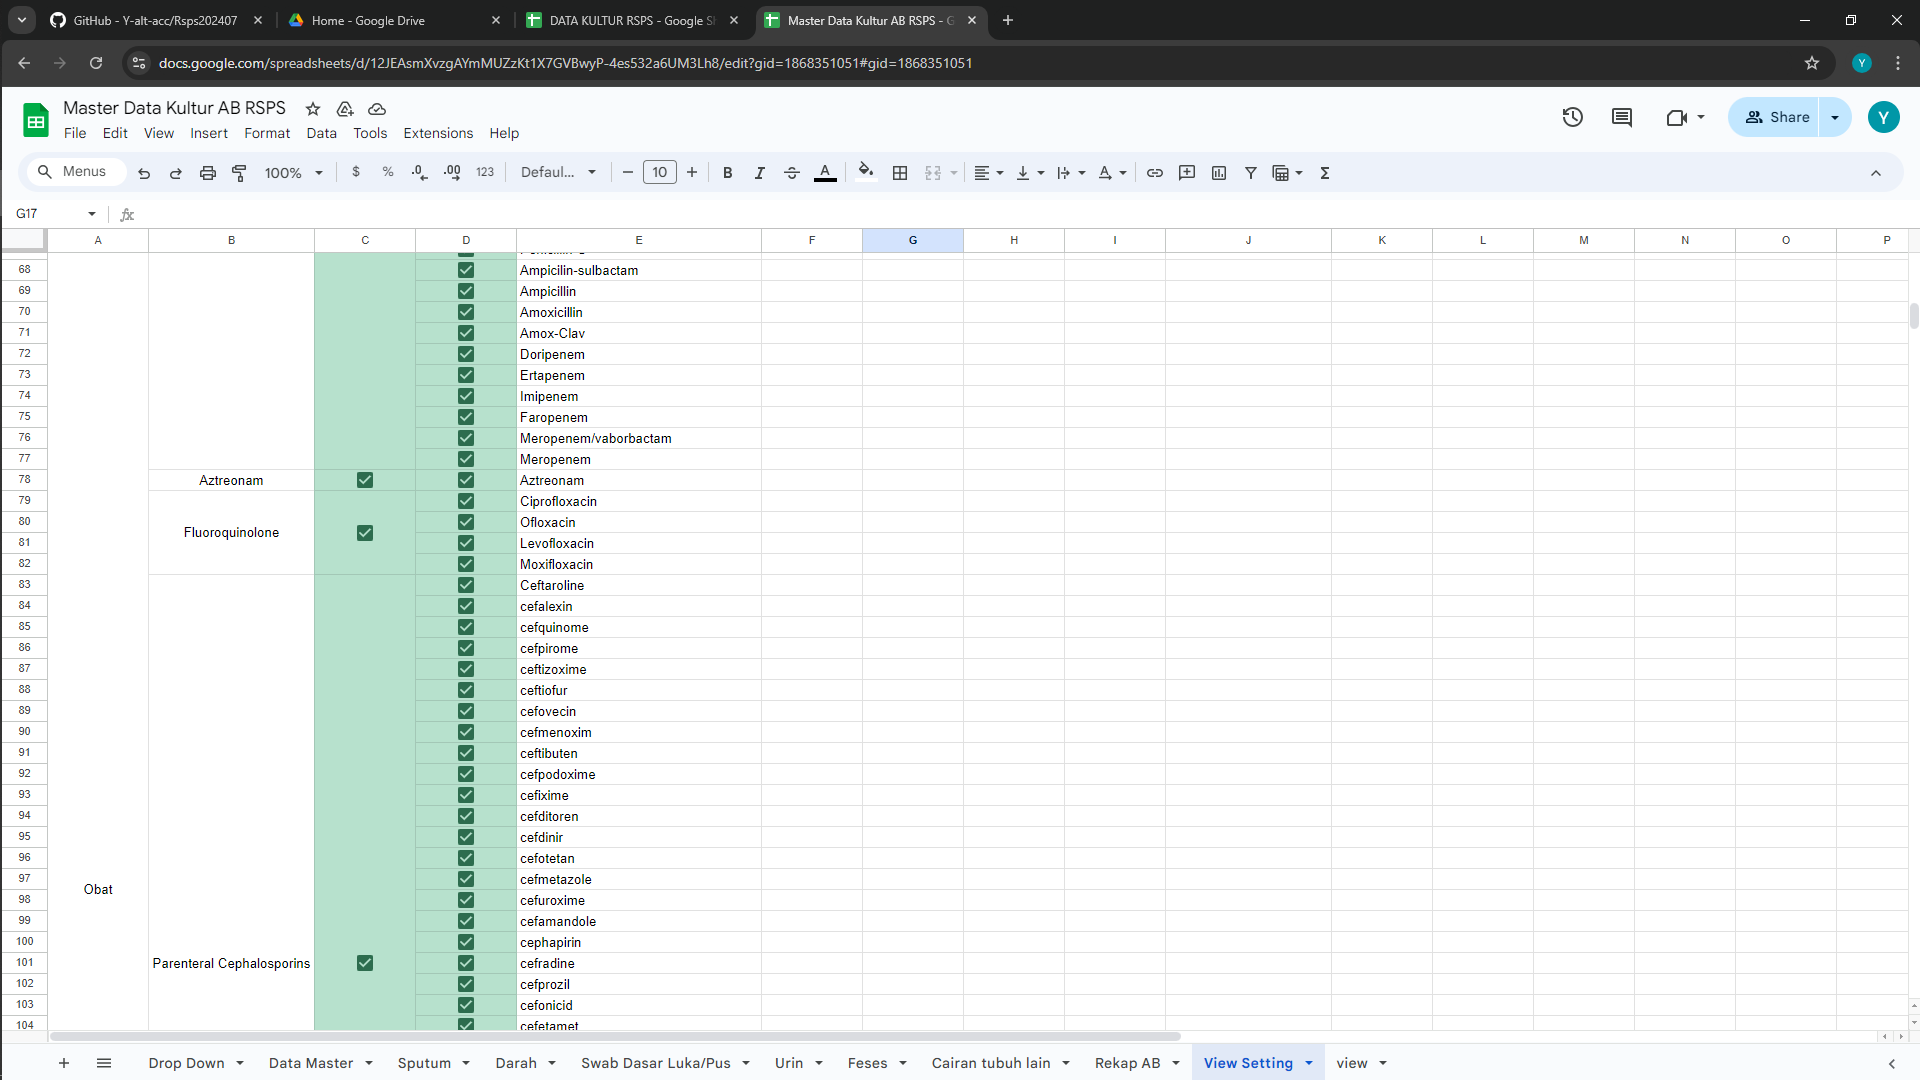 GitHub - Y-alt-acc/Rsps202407
Home - Google Drive
DATA KULTUR RSPS - Google Sh
Master Data Kultur AB RSPS - G
docs.google.com/spreadsheets/d/12JEAsmXvzgAYmMUZzKt1X7GVBwyP-4es532a6UM3Lh8/edit?gid=1868351051#gid=1868351051
Y
Master Data Kultur AB RSPS
File Edit View Insert Format Data Tools Extensions Help
Share
Y
Menus
100%
$ % .0 .00 123
Defaul...
10
B I A
G17
fx
A B C D E F G H I J K L M N O P
68 Ampicilin-sulbactam
69 Ampicillin
70 Amoxicillin
71 Amox-Clav
72 Doripenem
73 Ertapenem
74 Imipenem
75 Faropenem
76 Meropenem/vaborbactam
77 Meropenem
78 Aztreonam Aztreonam
79 Ciprofloxacin
80 Ofloxacin
Fluoroquinolone
81 Levofloxacin
82 Moxifloxacin
83 Ceftaroline
84 cefalexin
85 cefquinome
86 cefpirome
87 ceftizoxime
88 ceftiofur
89 cefovecin
90 cefmenoxim
91 ceftibuten
92 cefpodoxime
93 cefixime
94 cefditoren
95 cefdinir
96 cefotetan
97 cefmetazole
Obat
98 cefuroxime
99 cefamandole
100 cephapirin
101 Parenteral Cephalosporins cefradine
102 cefprozil
103 cefonicid
104 cefetamet
Drop Down Data Master Sputum Darah Swab Dasar Luka/Pus Urin Feses Cairan tubuh lain Rekap AB View Setting view